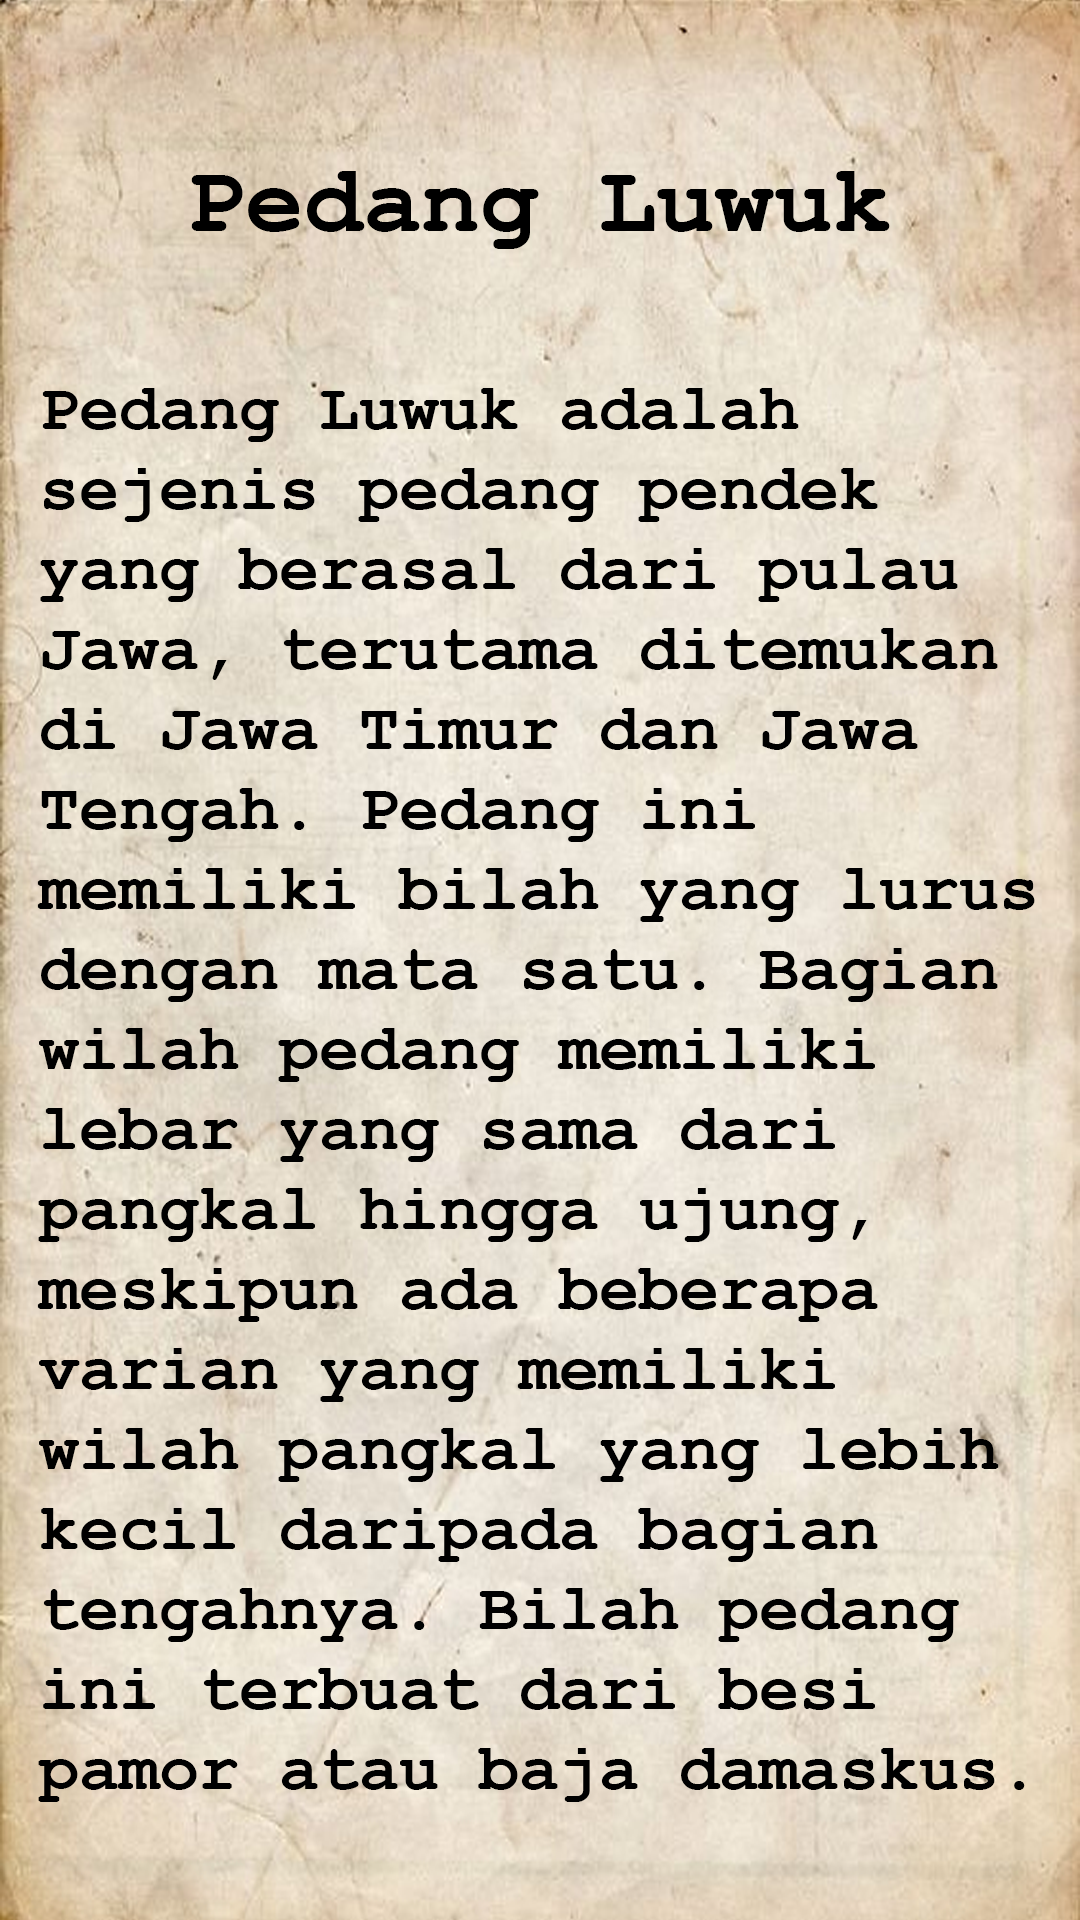 Pedang Luwuk
Pedang Luwuk adalah
sejenis pedang pendek
yang berasal dari pulau
Jawa, terutama ditemukan
di Jawa Timur dan Jawa
Tengah. Pedang ini
memiliki bilah yang lurus
dengan mata satu. Bagian
wilah pedang memiliki
lebar yang sama dari
pangkal hingga ujung,
meskipun ada beberapa
varian yang memiliki
wilah pangkal yang lebih
kecil daripada bagian
tengahnya. Bilah pedang
ini terbuat dari besi
pamor atau baja damaskus.